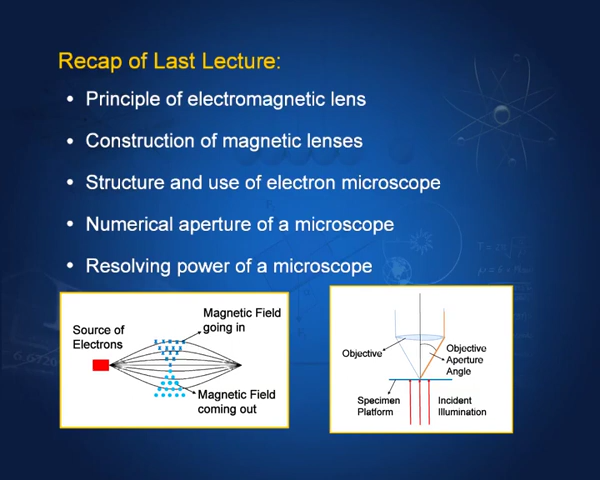 Recap of Last Lecture:
• Principle of electromagnetic lens
• Construction of magnetic lenses
• Structure and use of electron microscope
• Numerical aperture of a microscope
• Resolving power of a microscope
Source of
Electrons
Magnetic Field
going in
Magnetic Field
coming out
Objective
Objective
Aperture
Angle
Specimen
Platform
Incident
Illumination